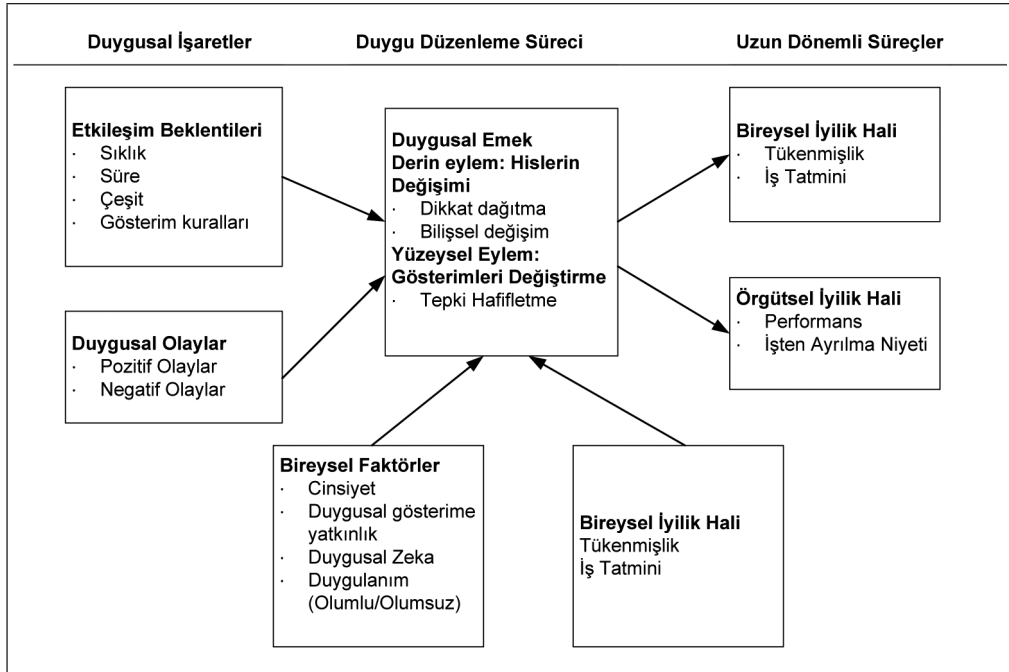 Duygusal İşaretler
Duygu Düzenleme Süreci
Uzun Dönemli Süreçler
Etkileşim Beklentileri
· Sıklık
· Süre
· Çeşit
· Gösterim kuralları
Duygusal Olaylar
· Pozitif Olaylar
· Negatif Olaylar
Duygusal Emek
Derin eylem: Hislerin
Değişimi
· Dikkat dağıtma
· Bilişsel değişim
Yüzeysel Eylem:
Gösterimleri Değiştirme
· Tepki Hafifletme
Bireysel İyilik Hali
· Tükenmişlik
· İş Tatmini
Örgütsel İyilik Hali
· Performans
· İşten Ayrılma Niyeti
Bireysel Faktörler
· Cinsiyet
· Duygusal gösterime
yatkınlık
· Duygusal Zeka
· Duygulanım
(Olumlu/Olumsuz)
Bireysel İyilik Hali
Tükenmişlik
İş Tatmini